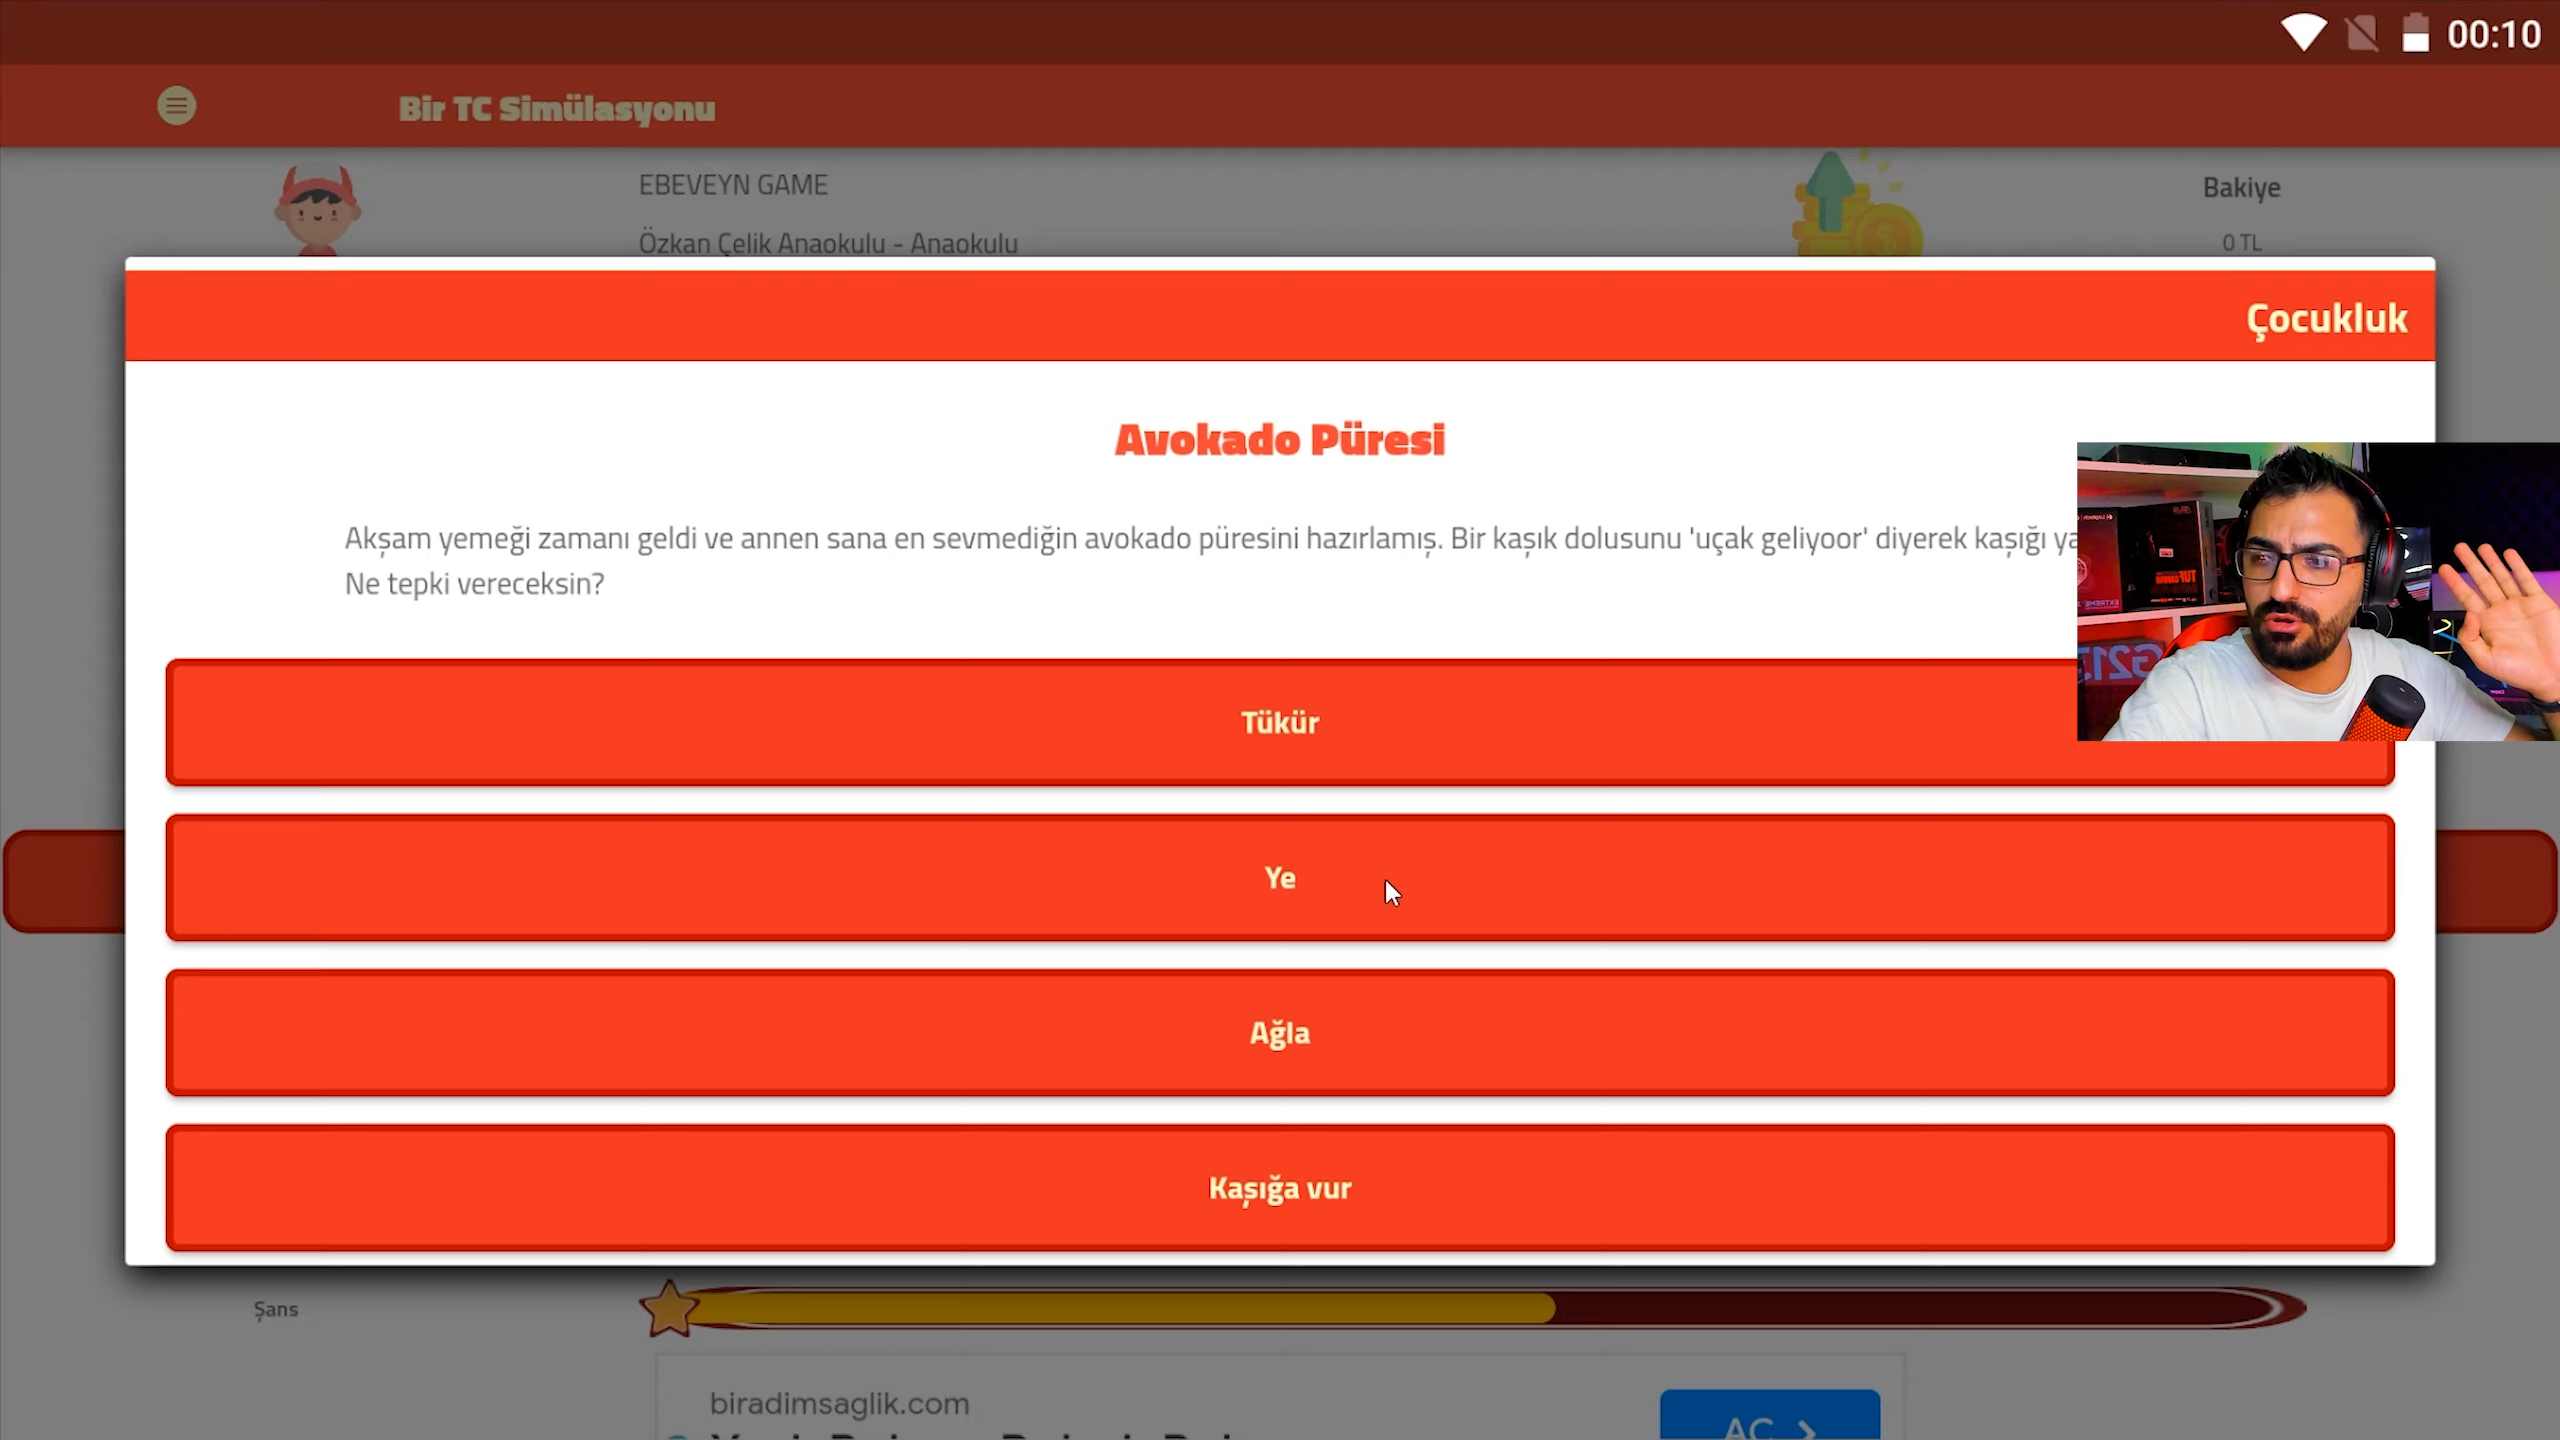 00:10
Bir TC Simülasyonu
EBEVEYN GAME
Bakiye
Özkan Çelik Anaokulu - Anaokulu
0 TL
Çocukluk
Avokado Püresi
Akşam yemeği zamanı geldi ve annen sana en sevmediğin avokado püresini hazırlamış. Bir kaşık dolusunu 'uçak geliyoor' diyerek kaşığı
Ne tepki vereceksin?
Tükür
Ye
Ağla
Kaşığa vur
Şans
biradimsaglik.com
AÇ